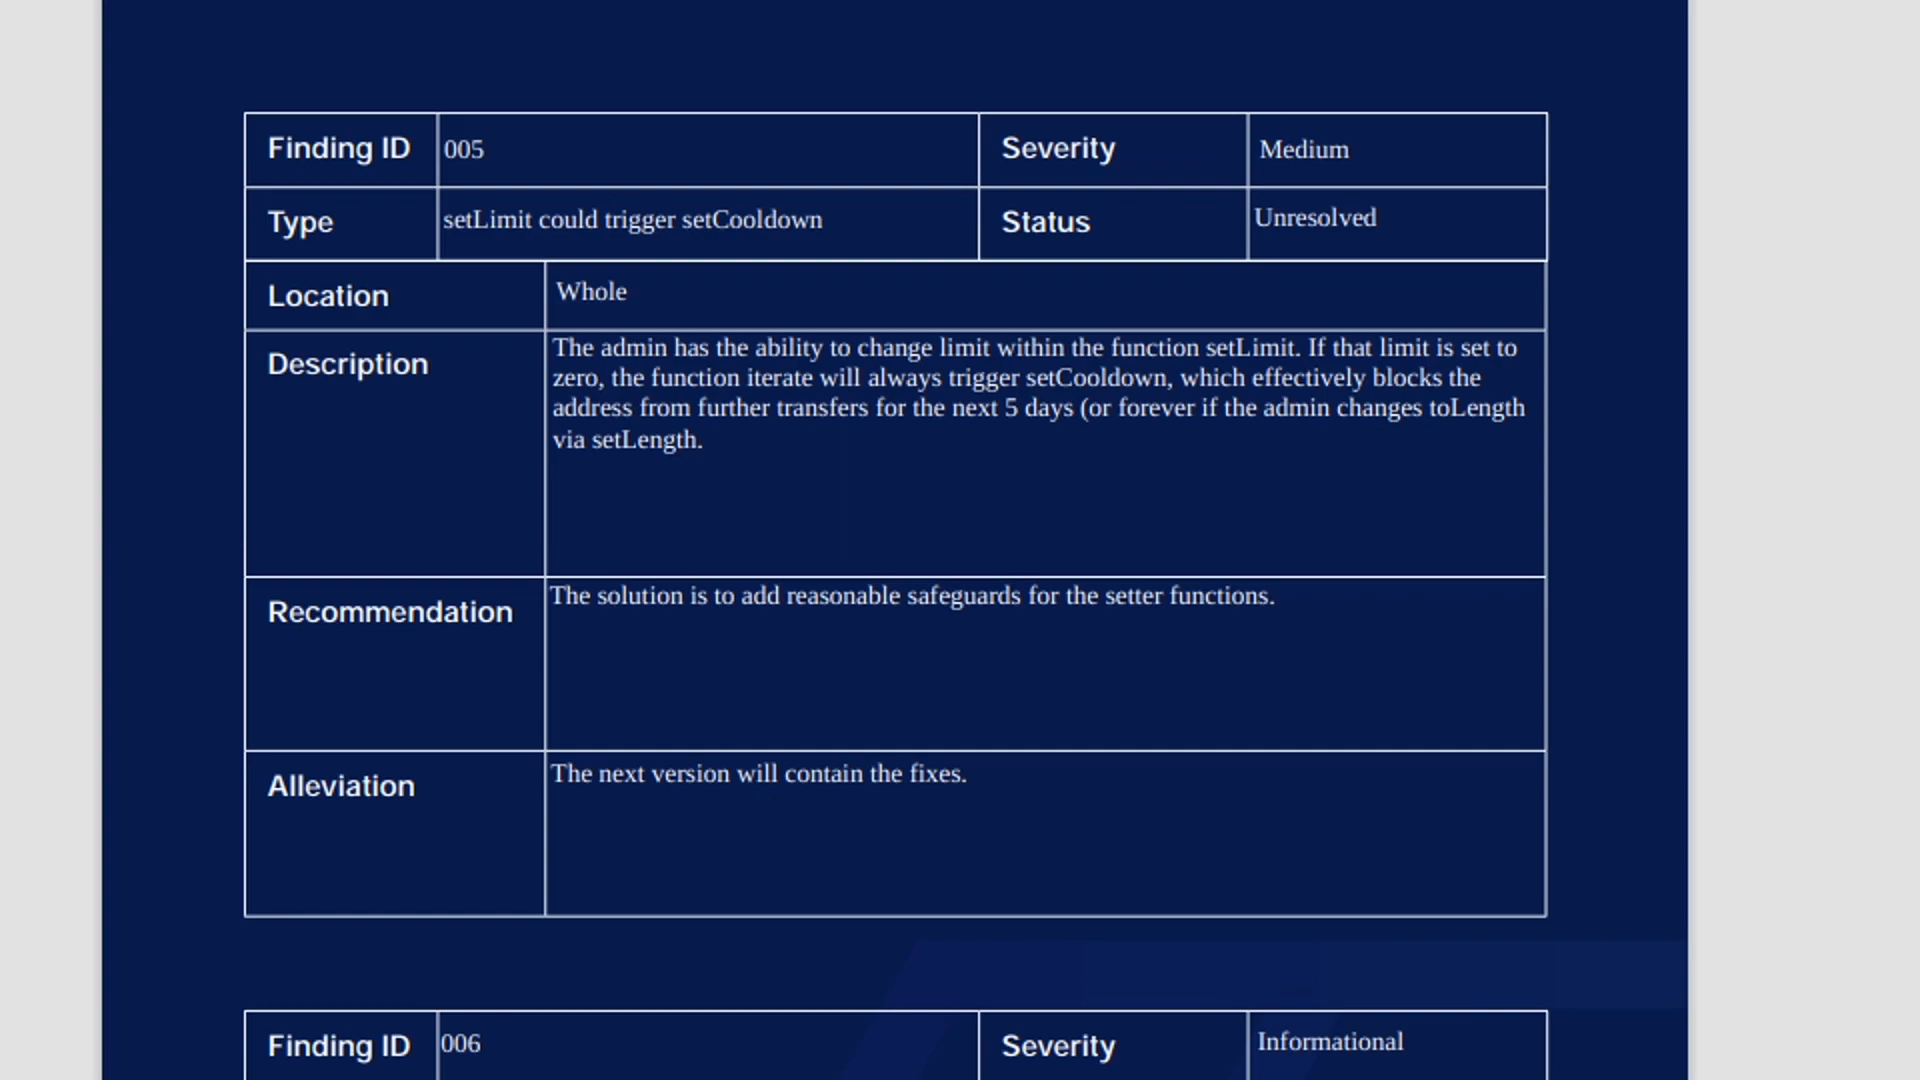 Finding ID 005 Severity Medium
Type setLimit could trigger setCooldown Status Unresolved
Location Whole
Description The admin has the ability to change limit within the function setLimit. If that limit is set to
zero, the function iterate will always trigger setCooldown, which effectively blocks the
address from further transfers for the next 5 days (or forever if the admin changes toLength
via setLength.
Recommendation The solution is to add reasonable safeguards for the setter functions.
Alleviation The next version will contain the fixes.
Finding ID 006 Severity Informational